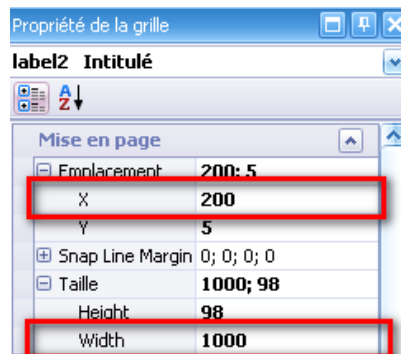 Propriété de la grille
label2 Intitulé
A Z
Mise en page
Emplacement 200; 5
X 200
Y 5
Snap Line Margin 0; 0; 0; 0
Taille 1000; 98
Height 98
Width 1000